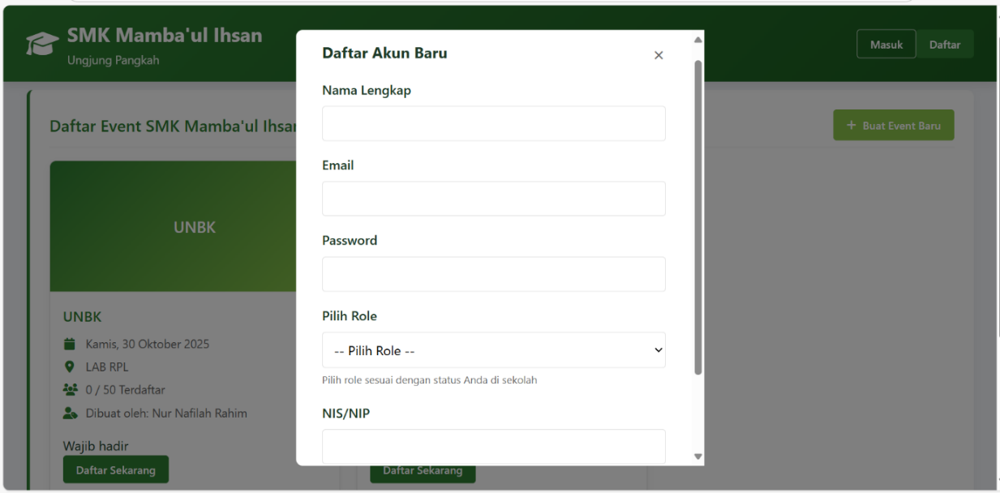 SMK Mamba'ul Ihsan
Ungjung Pangkah
Masuk
Daftar
Daftar Event SMK Mamba'ul Ihsan
+ Buat Event Baru
UNBK
UNBK
Kamis, 30 Oktober 2025
LAB RPL
0 / 50 Terdaftar
Dibuat oleh: Nur Nafilah Rahim
Wajib hadir
Daftar Sekarang
Daftar Sekarang
Daftar Akun Baru
×
Nama Lengkap
Email
Password
Pilih Role
-- Pilih Role --
Pilih role sesuai dengan status Anda di sekolah
NIS/NIP